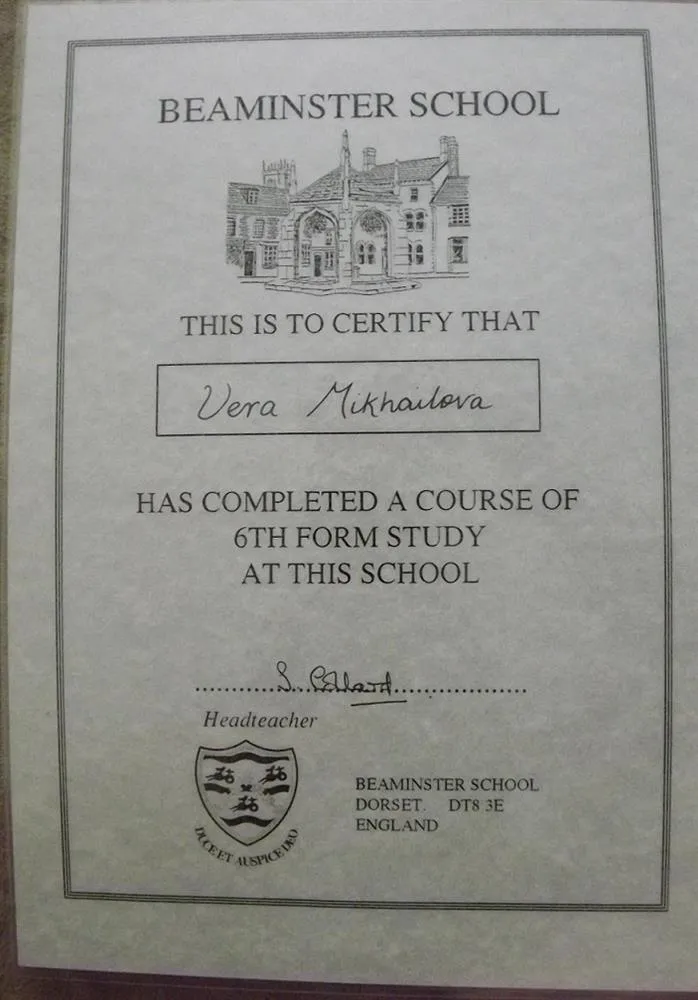 BEAMINSTER SCHOOL
THIS IS TO CERTIFY THAT
Vera Mikhailova
HAS COMPLETED A COURSE OF
6TH FORM STUDY
AT THIS SCHOOL
Headteacher
DUCE ET AUSPICE DEO
BEAMINSTER SCHOOL
DORSET. DT8 3E
ENGLAND